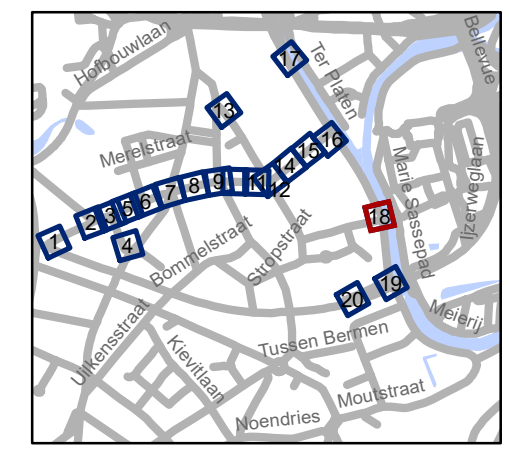 Hofbouwlaan
Ter Platen
Bellevue
17
13
Merelstraat
16
15
14
Marie Sassepad
Ijzerweglaan
11
12
9
8
7
6
5
3
2
1
4
18
Bommelstraat
Stropstraat
19
20
Meierij
Uilkensstraat
Kievitlaan
Tussen Bermen
Moutstraat
Noendries